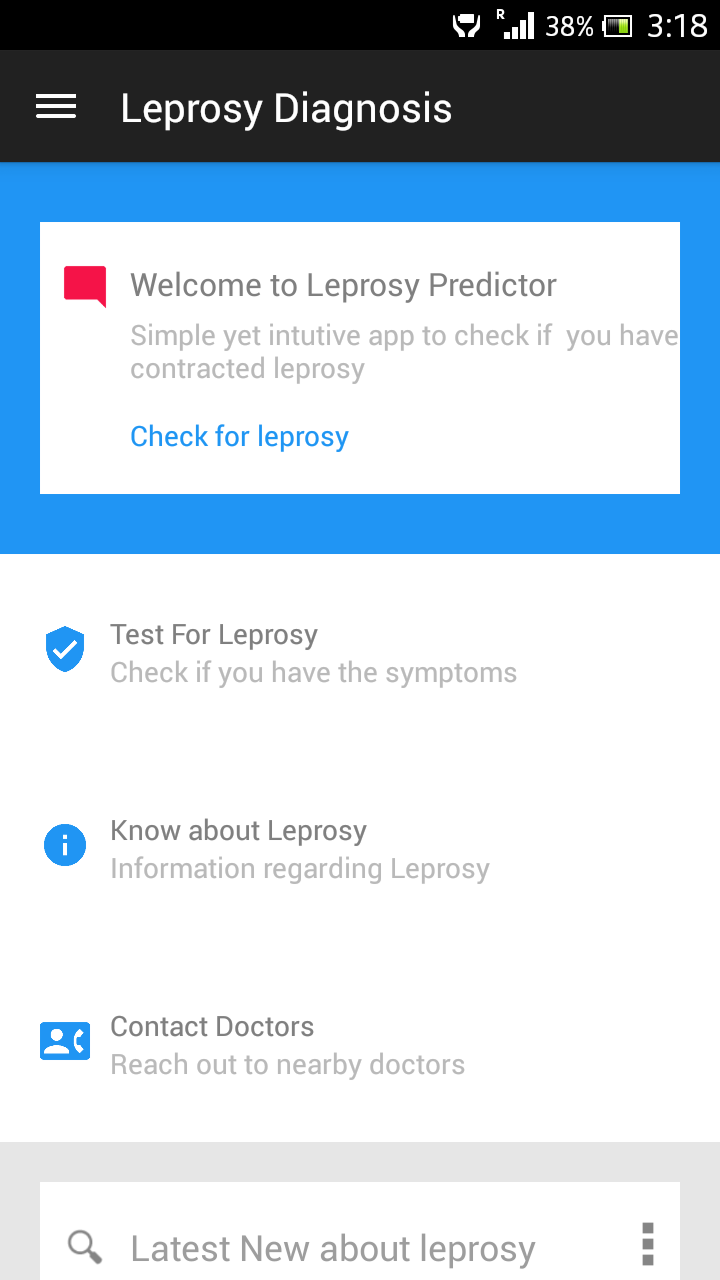 R 38% 3:18
Leprosy Diagnosis
Welcome to Leprosy Predictor
Simple yet intutive app to check if  you have
contracted leprosy
Check for leprosy
Test For Leprosy
Check if you have the symptoms
Know about Leprosy
Information regarding Leprosy
Contact Doctors
Reach out to nearby doctors
Latest New about leprosy